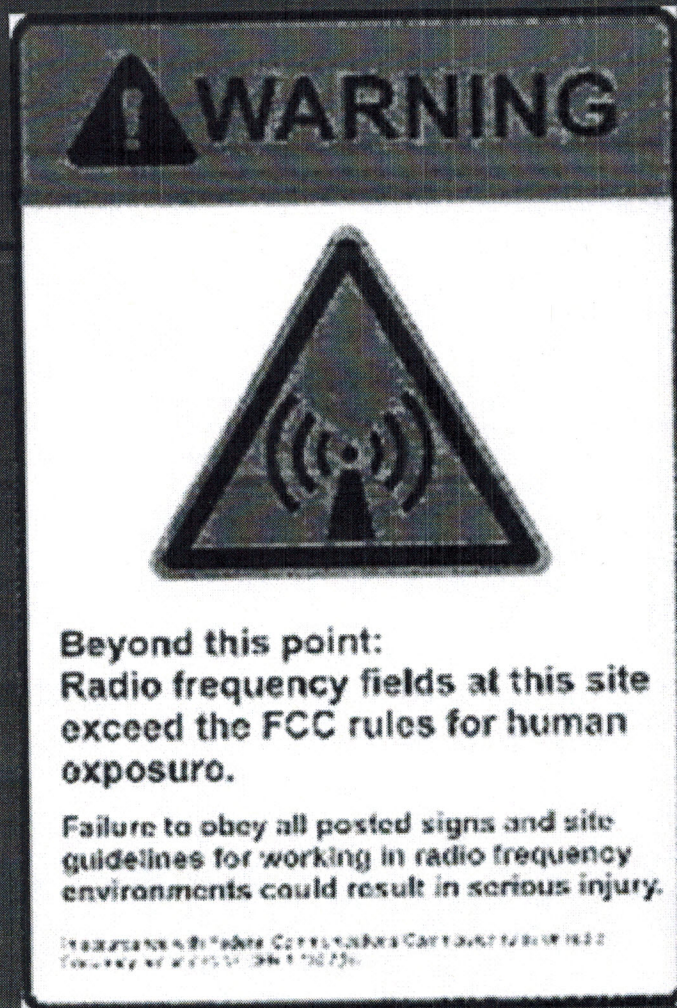 WARNING
Beyond this point:
Radio frequency fields at this site
exceed the FCC rules for human
exposure.
Failure to obey all posted signs and site
guidelines for working in radio frequency
environments could result in serious injury.